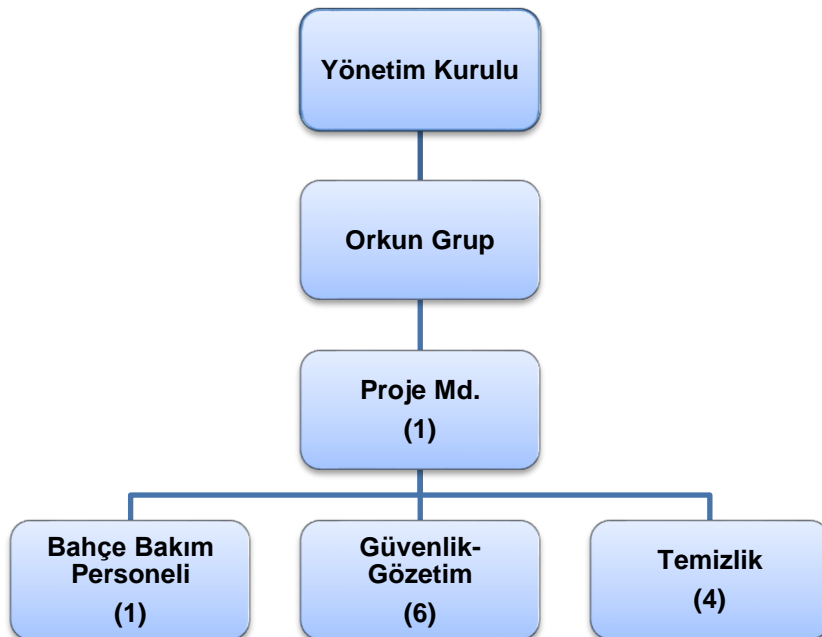 Yönetim Kurulu
Orkun Grup
Proje Md.
(1)
Bahçe Bakım
Personeli
(1)
Güvenlik-
Gözetim
(6)
Temizlik
(4)